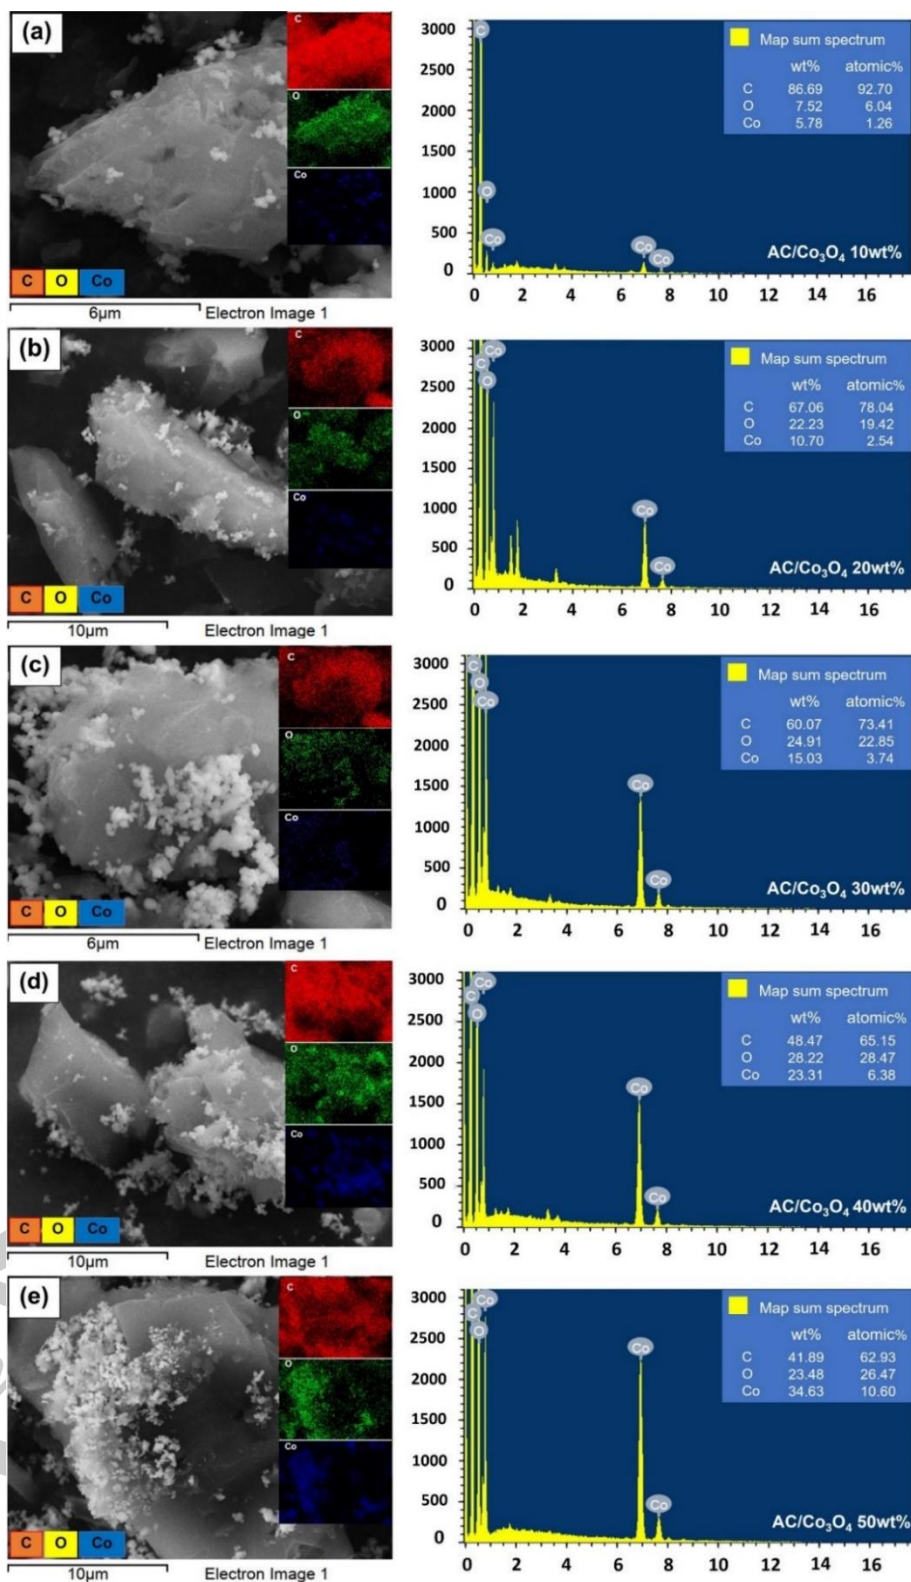 (a)
C
O
Co
C O Co
6µm Electron Image 1
3000
2500
2000
1500
1000
500
0
C
O
Co
Co
Co
Map sum spectrum
wt% atomic%
C 86.69 92.70
O 7.52 6.04
Co 5.78 1.26
AC/Co₃O₄ 10wt%
0 2 4 6 8 10 12 14 16
(b)
C
O
Co
C O Co
10µm Electron Image 1
3000
2500
2000
1500
1000
500
0
Co
C
O
Co
Co
Map sum spectrum
wt% atomic%
C 67.06 78.04
O 22.23 19.42
Co 10.70 2.54
AC/Co₃O₄ 20wt%
0 2 4 6 8 10 12 14 16
(c)
C
O
Co
C O Co
6µm Electron Image 1
3000
2500
2000
1500
1000
500
0
C
O
Co
Co
Co
Map sum spectrum
wt% atomic%
C 60.07 73.41
O 24.91 22.85
Co 15.03 3.74
AC/Co₃O₄ 30wt%
0 2 4 6 8 10 12 14 16
(d)
C
O
Co
C O Co
10µm Electron Image 1
3000
2500
2000
1500
1000
500
0
Co
C
O
Co
Co
Map sum spectrum
wt% atomic%
C 48.47 65.15
O 28.22 28.47
Co 23.31 6.38
AC/Co₃O₄ 40wt%
0 2 4 6 8 10 12 14 16
(e)
C
O
Co
C O Co
10µm Electron Image 1
3000
2500
2000
1500
1000
500
0
Co
C
O
Co
Co
Map sum spectrum
wt% atomic%
C 41.89 62.93
O 23.48 26.47
Co 34.63 10.60
AC/Co₃O₄ 50wt%
0 2 4 6 8 10 12 14 16